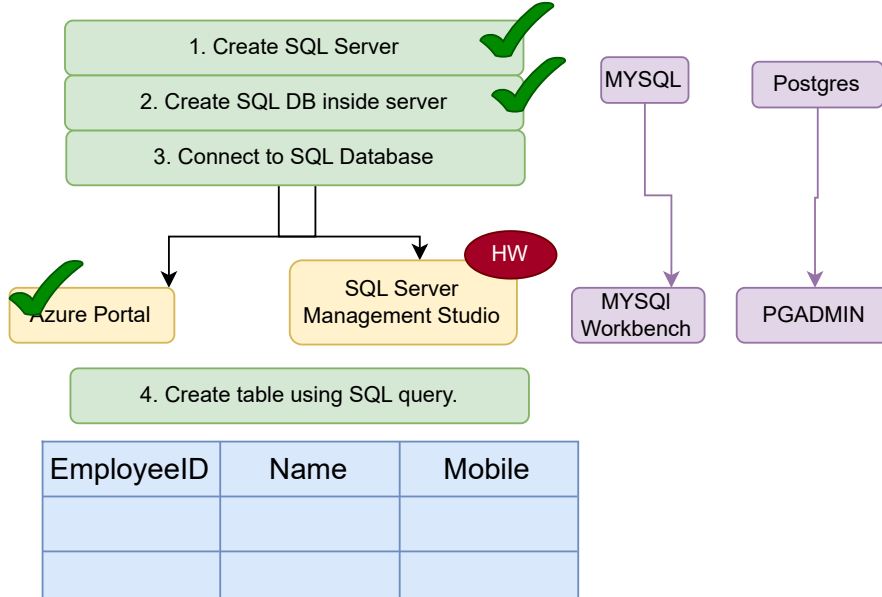 1. Create SQL Server
2. Create SQL DB inside server
3. Connect to SQL Database
MYSQL
Postgres
HW
Azure Portal
SQL Server
Management Studio
MYSQl
Workbench
PGADMIN
4. Create table using SQL query.
EmployeeID Name Mobile